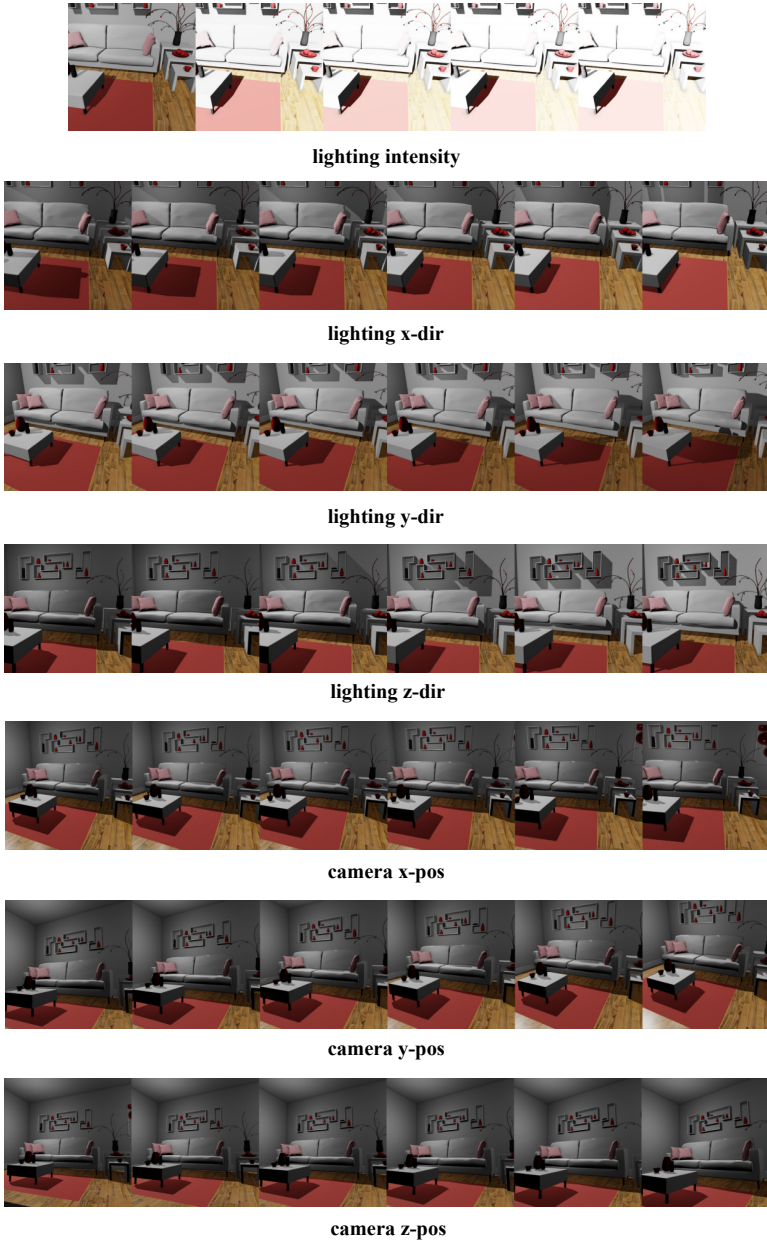 lighting intensity
lighting x-dir
lighting y-dir
lighting z-dir
camera x-pos
camera y-pos
camera z-pos